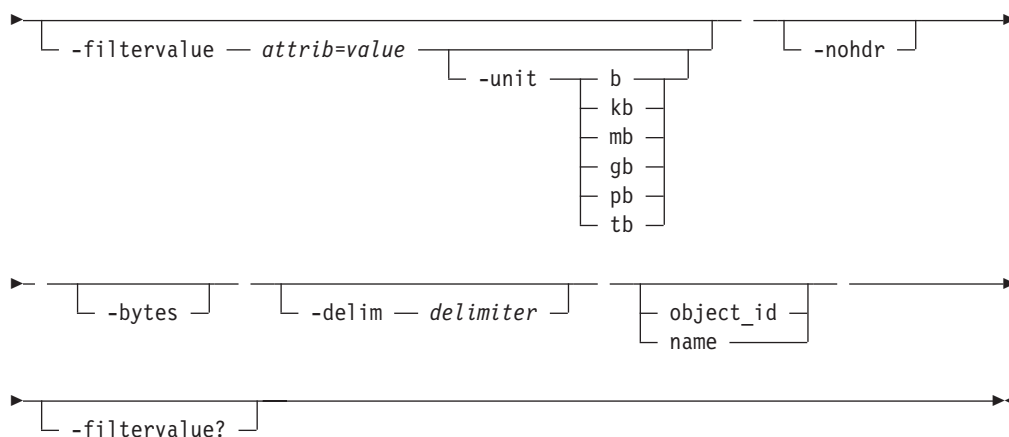 -filtervalue attrib=value -nohdr
-unit b
kb
mb
gb
pb
tb
-bytes -delim delimiter object_id
name
-filtervalue?